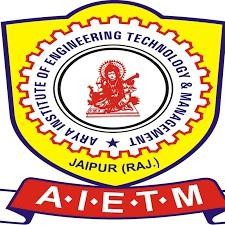 ARYA INSTITUTE OF ENGINEERING TECHNOLOGY & MANAGEMENT
JAIPUR (RAJ.)
A·I·E·T·M